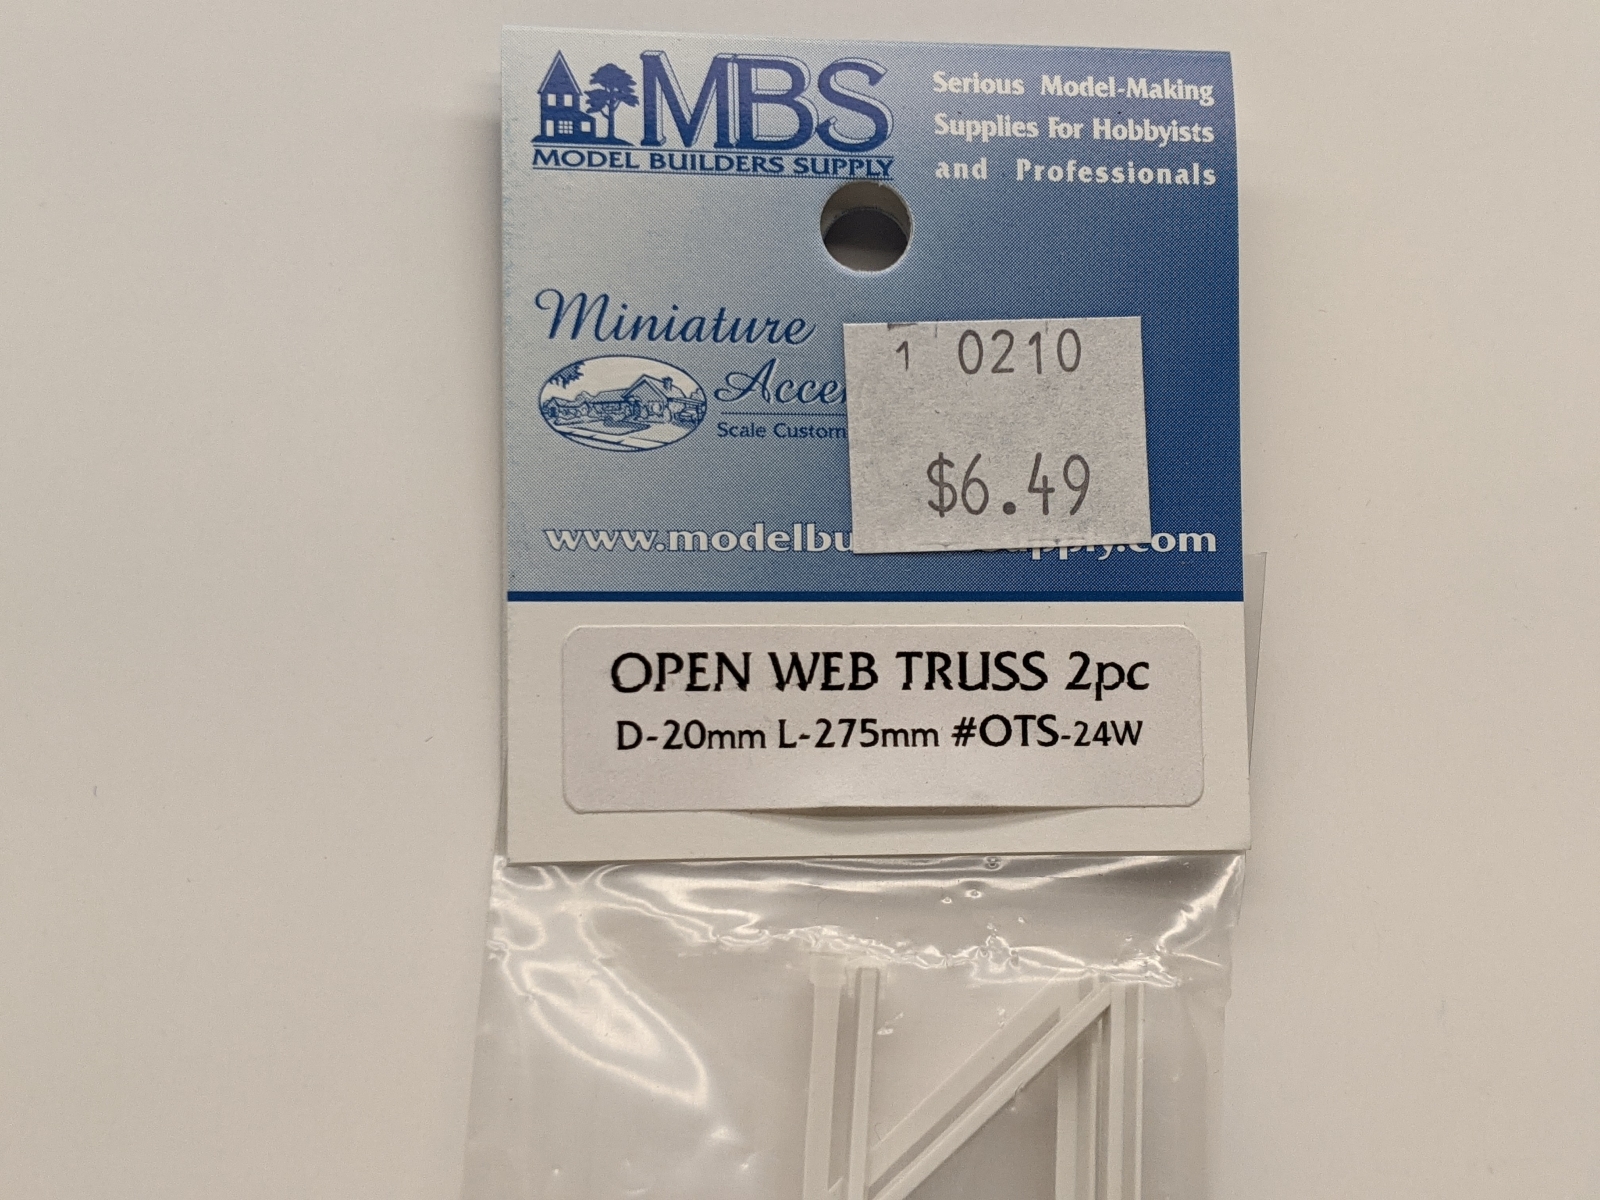 MBS
MODEL BUILDERS SUPPLY
Serious Model-Making
Supplies For Hobbyists
and Professionals
Miniature
Scale Custom
1 0210
$6.49
OPEN WEB TRUSS 2pc
D-20mm L-275mm #OTS-24W